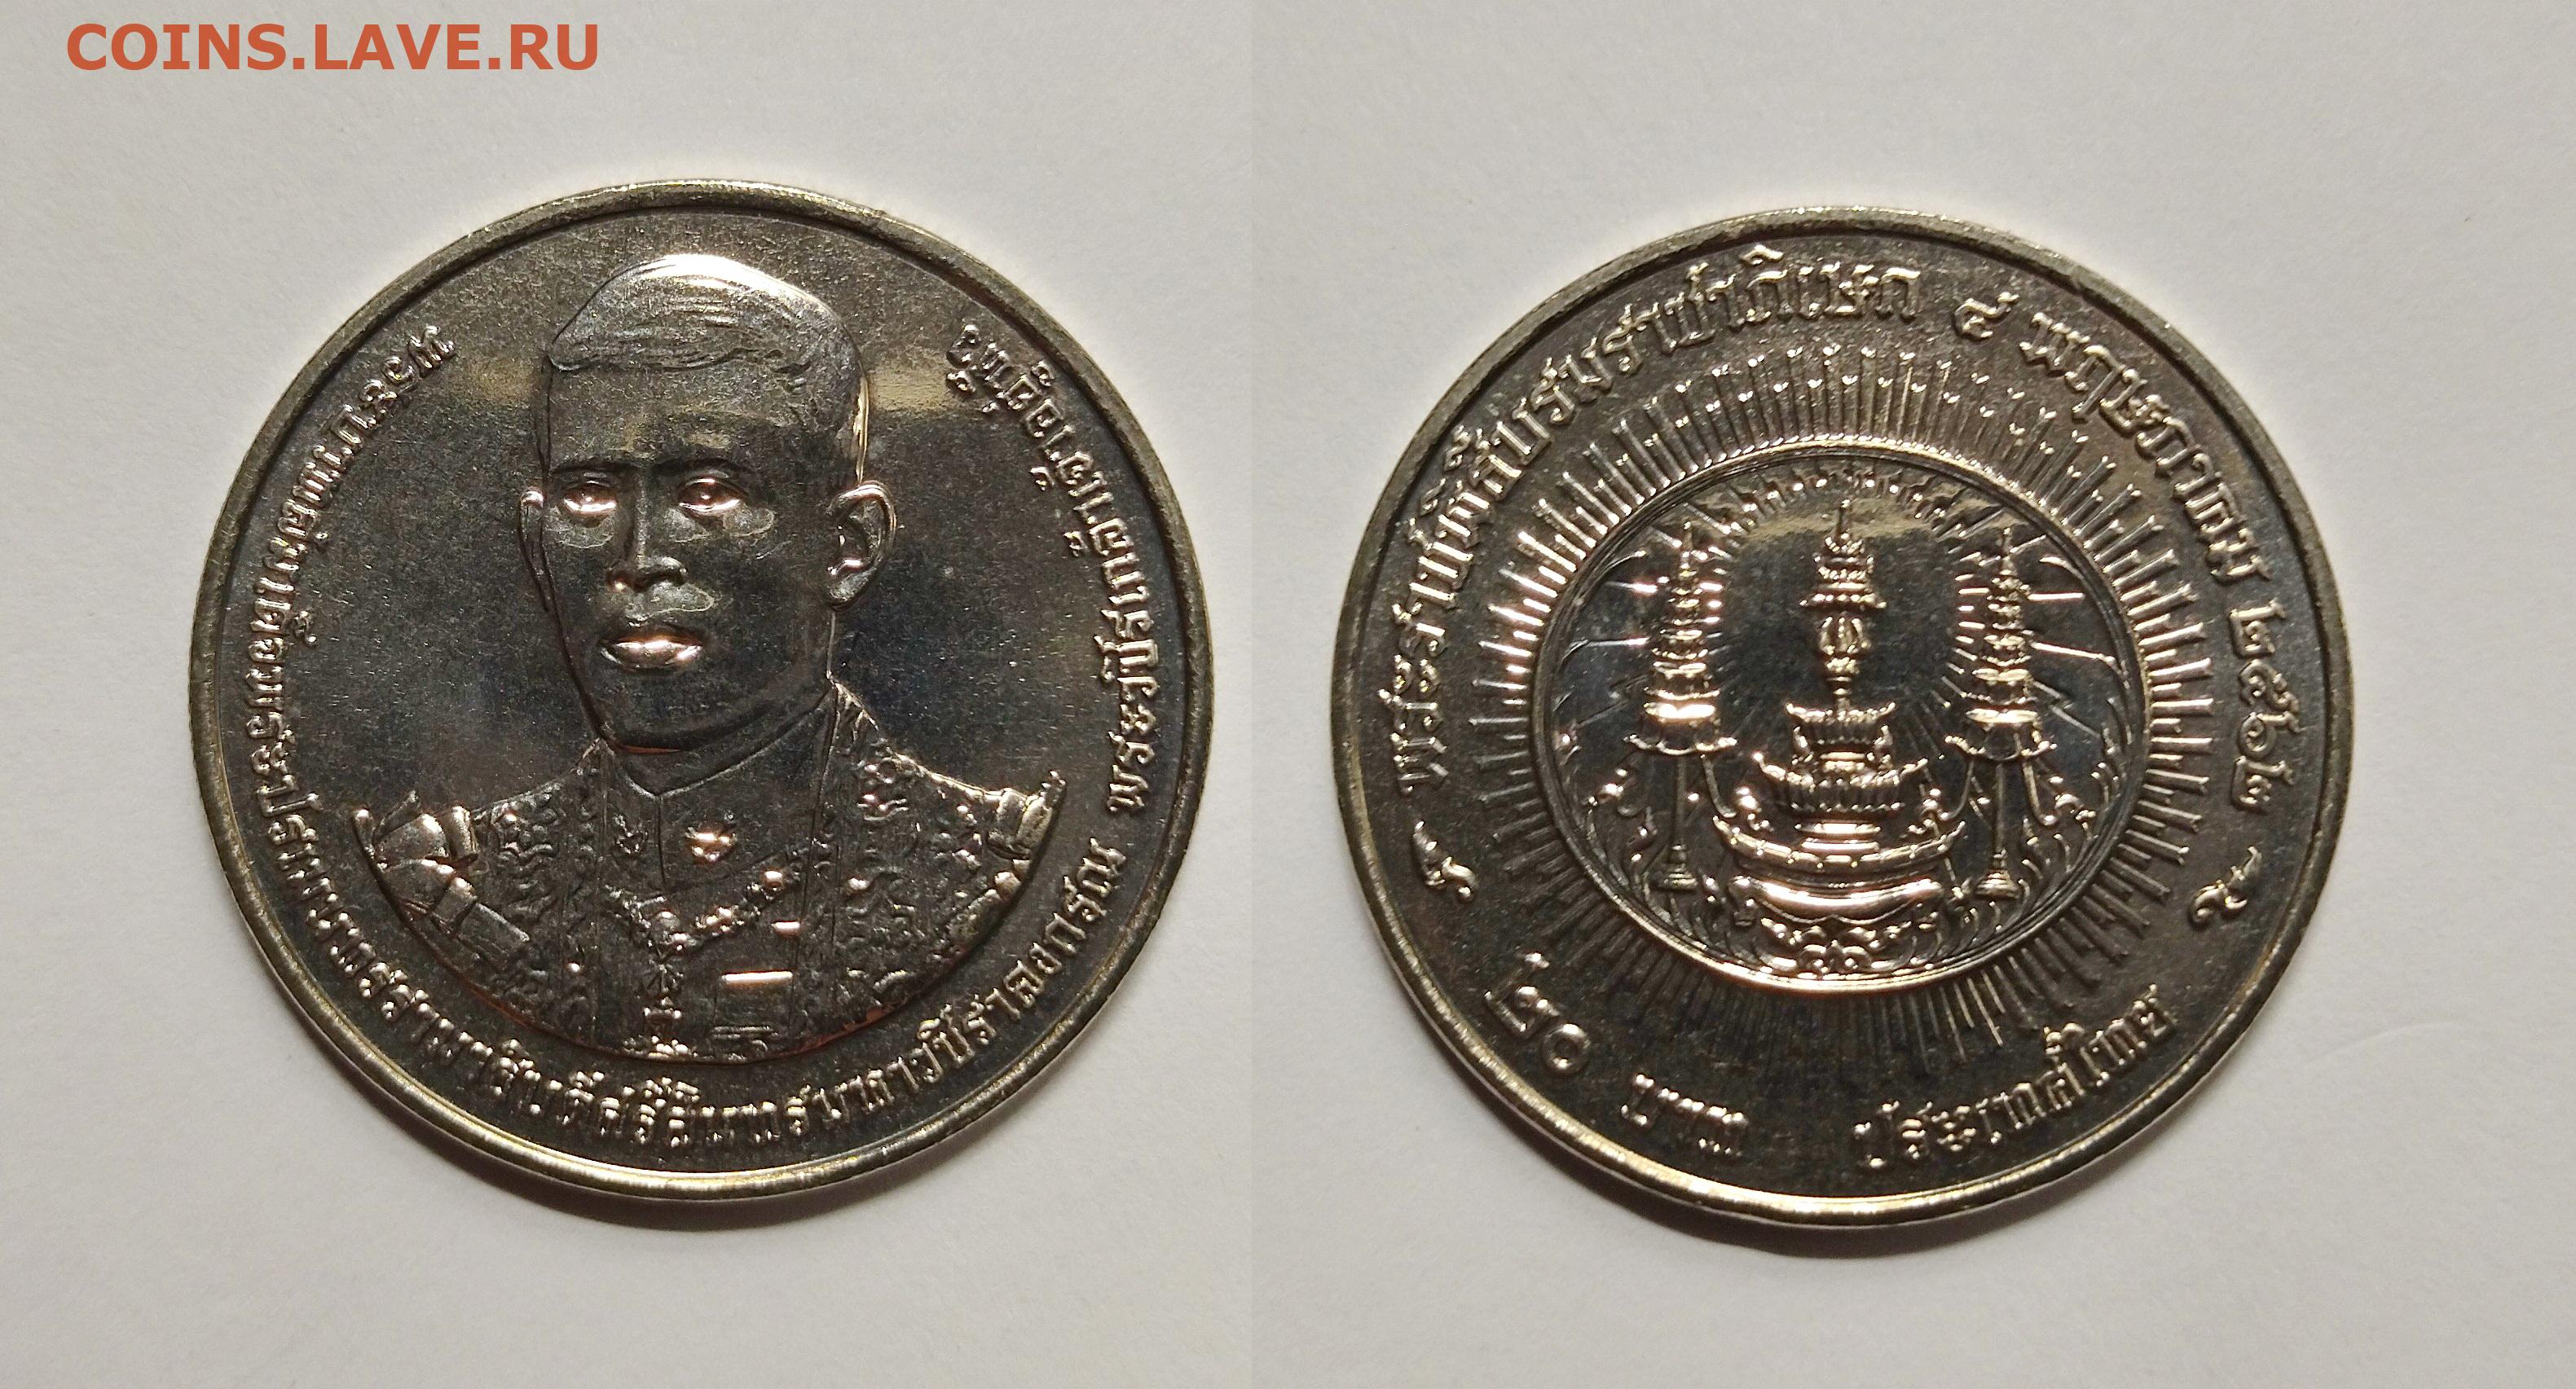 COINS.LAVE.RU
พระบาทสมเด็จพระปรเมนทรรามาธิบดีศรีสินทรมหาวชิราลงกรณ พระวชิรเกล้าเจ้าอยู่หัว
พระราชพิธีบรมราชาภิเษก ๔ พฤษภาคม ๒๕๖๒
๒๐ บาท ประเทศไทย